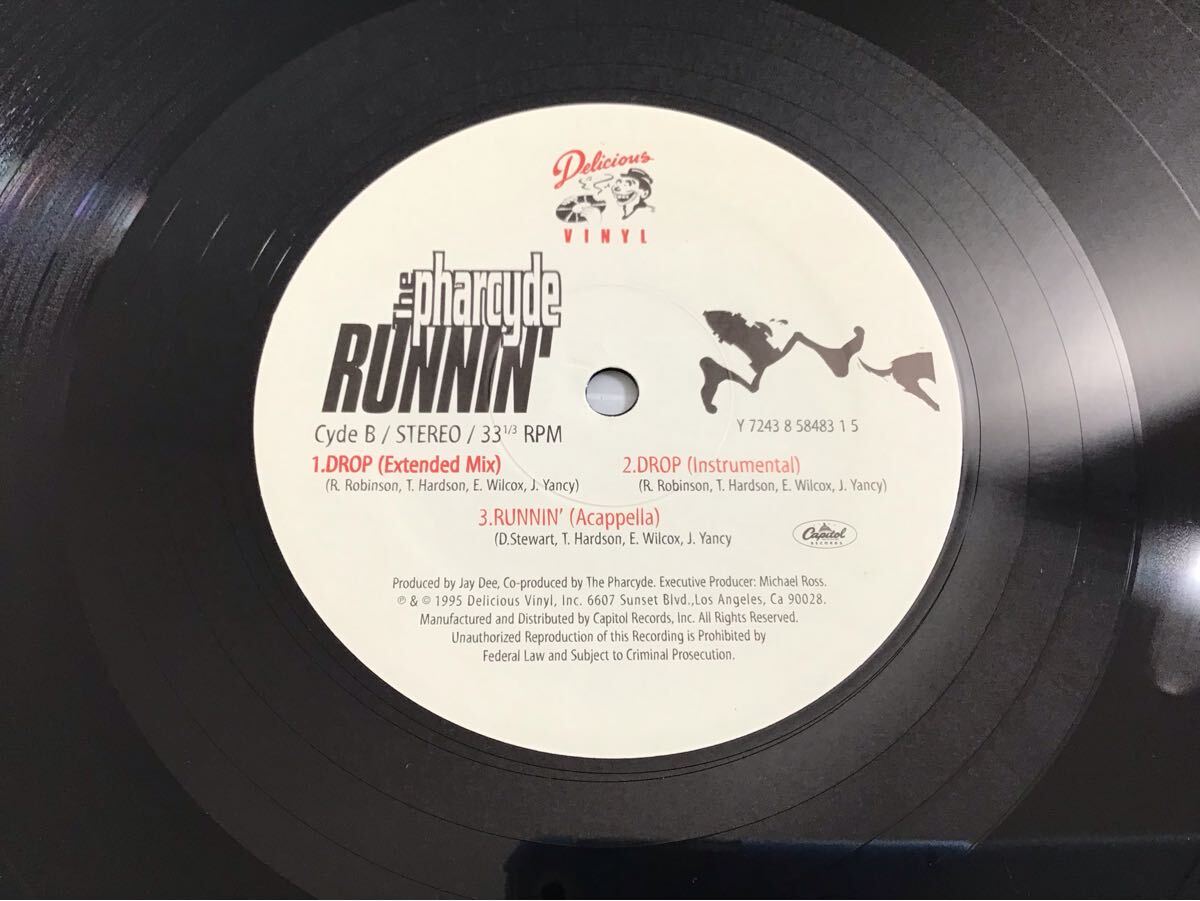 Delicious
VINYL
The pharcyde
RUNNIN'
Cyde B / STEREO / 33 1/3 RPM
Y 7243 8 58483 1 5
1.DROP (Extended Mix)
(R. Robinson, T. Hardson, E. Wilcox, J. Yancy)
2.DROP (Instrumental)
(R. Robinson, T. Hardson, E. Wilcox, J. Yancy)
3.RUNNIN' (Acappella)
(D.Stewart, T. Hardson, E. Wilcox, J. Yancy
Capitol
RECORDS
Produced by Jay Dee, Co-produced by The Pharcyde. Executive Producer: Michael Ross.
℗ & © 1995 Delicious Vinyl, Inc. 6607 Sunset Blvd.,Los Angeles, Ca 90028.
Manufactured and Distributed by Capitol Records, Inc. All Rights Reserved.
Unauthorized Reproduction of this Recording is Prohibited by
Federal Law and Subject to Criminal Prosecution.